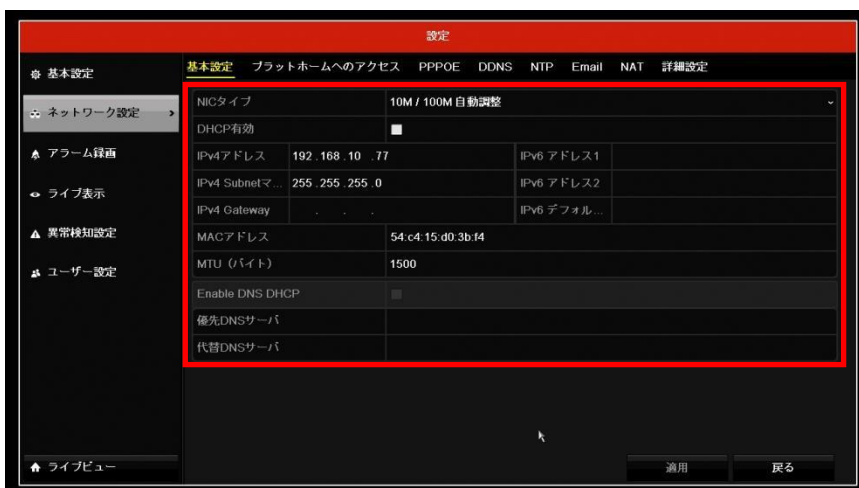 設定
基本設定
ネットワーク設定
アラーム録画
ライブ表示
異常検知設定
ユーザー設定
ライブビュー
基本設定 プラットホームへのアクセス PPPOE DDNS NTP Email NAT 詳細設定
NICタイプ 10M / 100M 自動調整
DHCP有効
IPv4アドレス 192 . 168 . 10 . 77 IPv6 アドレス1
IPv4 Subnetマ... 255 . 255 . 255 . 0 IPv6 アドレス2
IPv4 Gateway . . . IPv6 デフォル...
MACアドレス 54:c4:15:d0:3b:f4
MTU（バイト） 1500
Enable DNS DHCP
優先DNSサーバ
代替DNSサーバ
適用 戻る